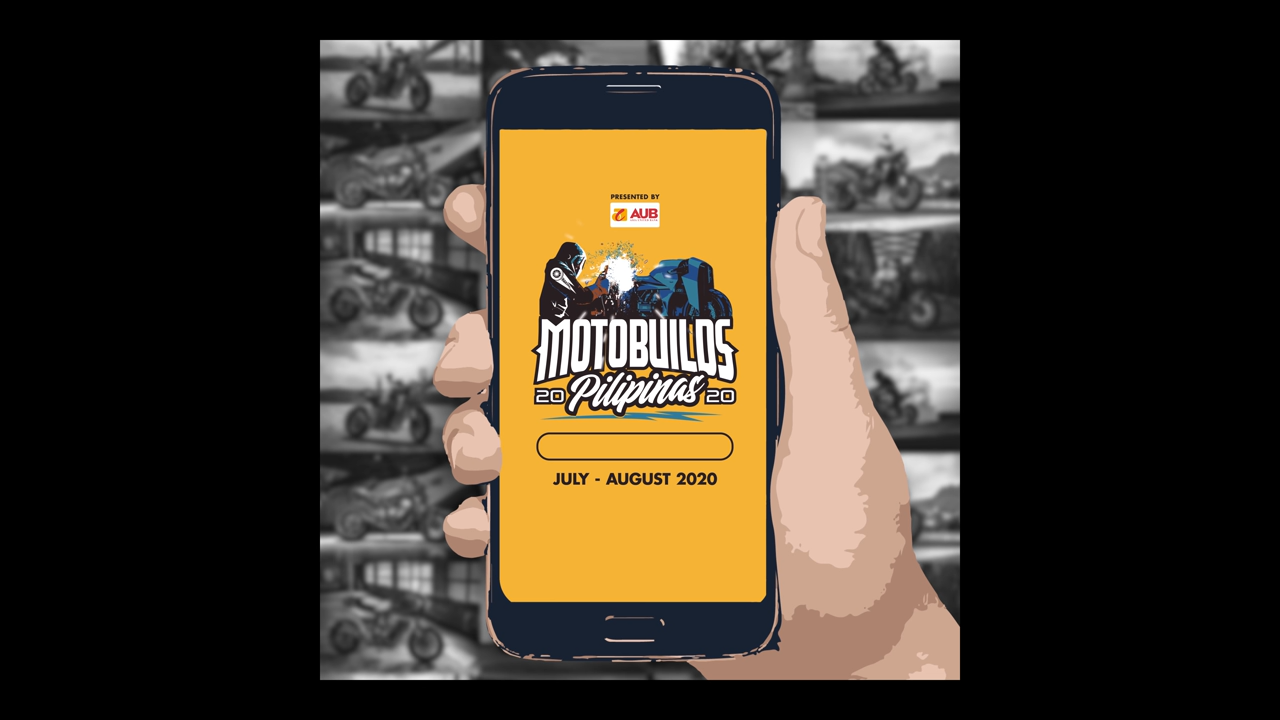 PRESENTED BY
AUB
MOTOBUILDS
20 Pilipinas 20
JULY - AUGUST 2020